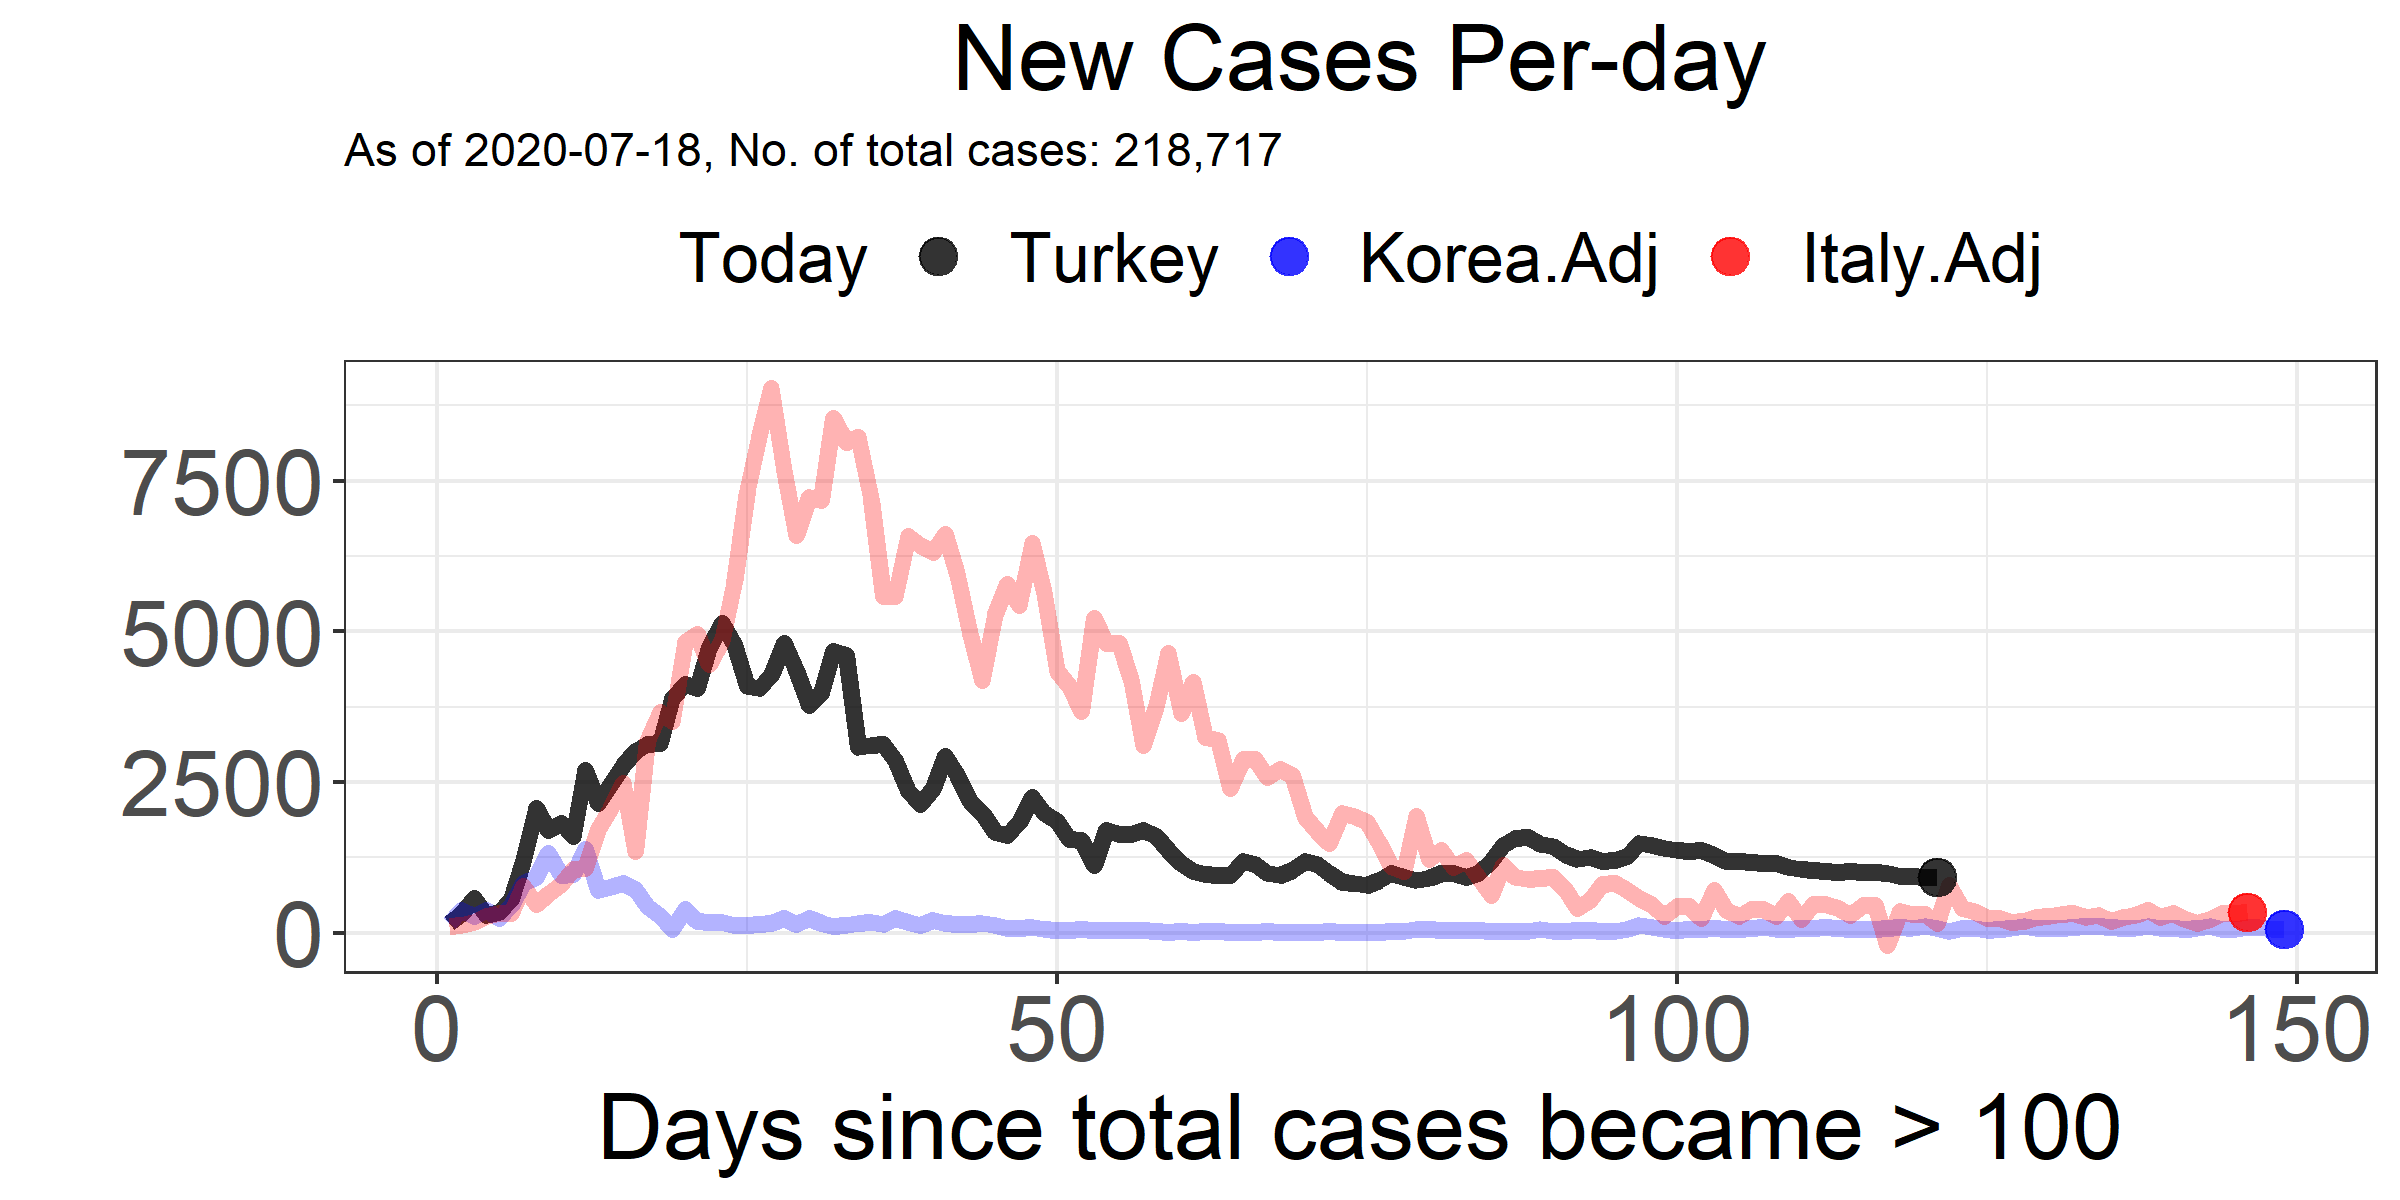 New Cases Per-day
As of 2020-07-18, No. of total cases: 218,717
Today Turkey Korea.Adj Italy.Adj
7500
5000
2500
0
0 50 100 150
Days since total cases became > 100